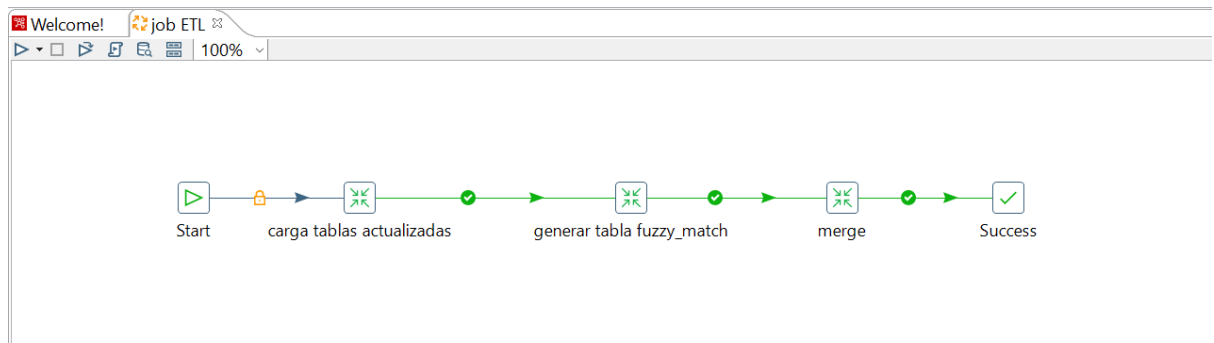 Welcome!
job ETL
100%
Start
carga tablas actualizadas
generar tabla fuzzy_match
merge
Success